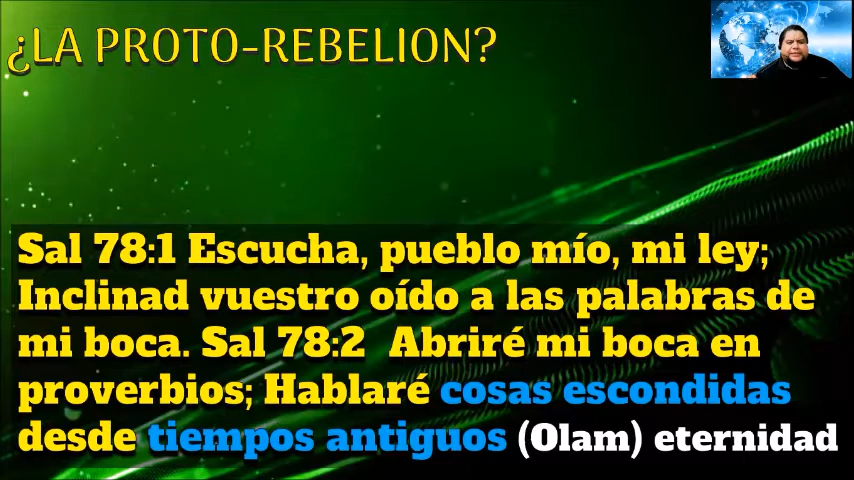 ¿LA PROTO-REBELION?
Sal 78:1 Escucha, pueblo mío, mi ley;
Inclinad vuestro oído a las palabras de
mi boca. Sal 78:2 Abriré mi boca en
proverbios; Hablaré cosas escondidas
desde tiempos antiguos (Olam) eternidad